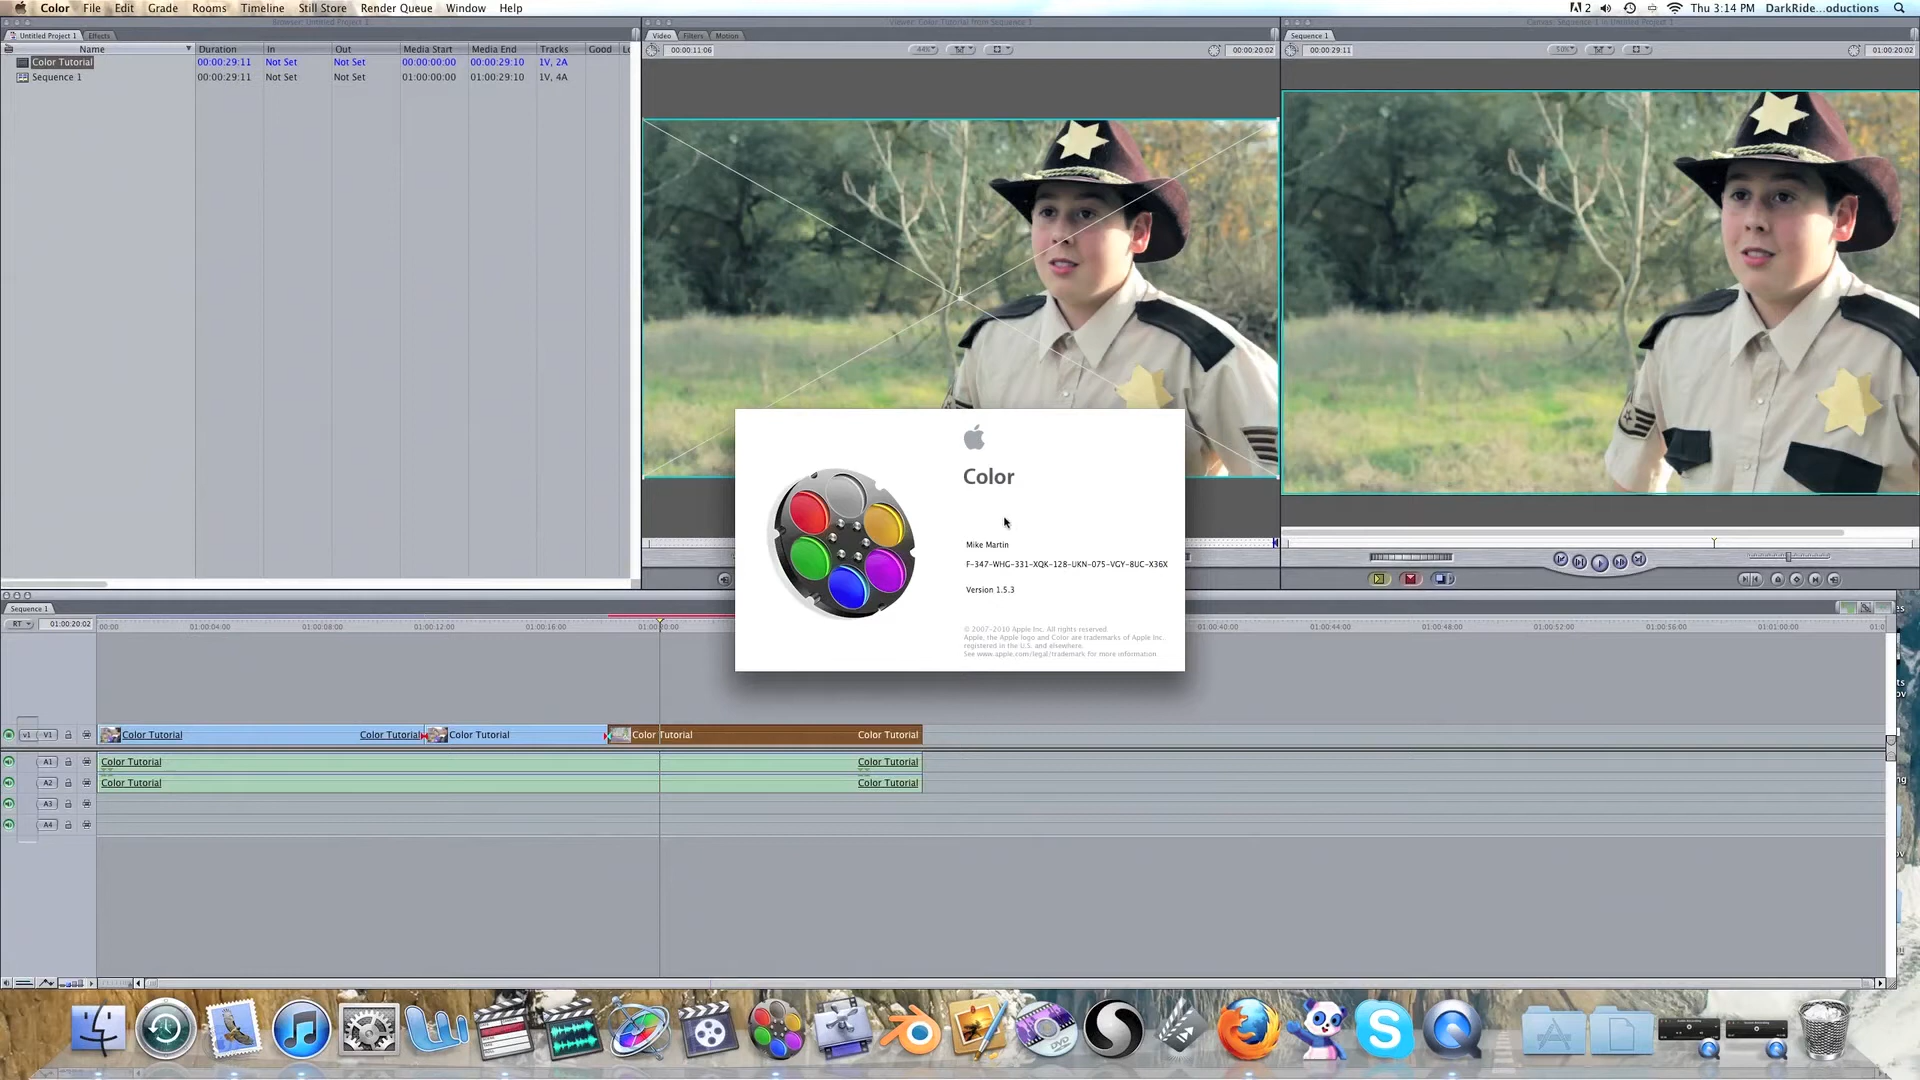 Color File Edit Grade Rooms Timeline Still Store Render Queue Window Help
2 Thu 3:14 PM DarkRide...oductions
Browser: Untitled Project 1
Viewer: Color Tutorial from Sequence 1
Canvas: Sequence 1 in Untitled Project 1
Untitled Project 1 Effects
Video Filters Motion
Sequence 1
Name Duration In Out Media Start Media End Tracks Good Lo
00:00:11:06 44% 00:00:20:02
00:00:29:11 50% 01:00:20:02
Color Tutorial 00:00:29:11 Not Set Not Set 00:00:00:00 00:00:29:10 1V, 2A
Sequence 1 00:00:29:11 Not Set Not Set 01:00:00:00 01:00:29:10 1V, 4A
Color
Mike Martin
F-347-WHG-331-XQK-128-UKN-075-VGY-8UC-X36X
Version 1.5.3
© 2007-2010 Apple Inc. All rights reserved.
Apple, the Apple logo and Color are trademarks of Apple Inc.
registered in the U.S. and elsewhere.
See www.apple.com/legal/trademark for more information.
Sequence 1
RT 01:00:20:02 00:00 01:00:04:00 01:00:08:00 01:00:12:00 01:00:16:00 01:00:20:00 01:00:40:00 01:00:44:00 01:00:48:00 01:00:52:00 01:00:56:00 01:01:00:00 01:0
v1 V1 Color Tutorial Color Tutorial Color Tutorial Color Tutorial Color Tutorial
A1 Color Tutorial Color Tutorial
A2 Color Tutorial Color Tutorial
A3
A4
DVD